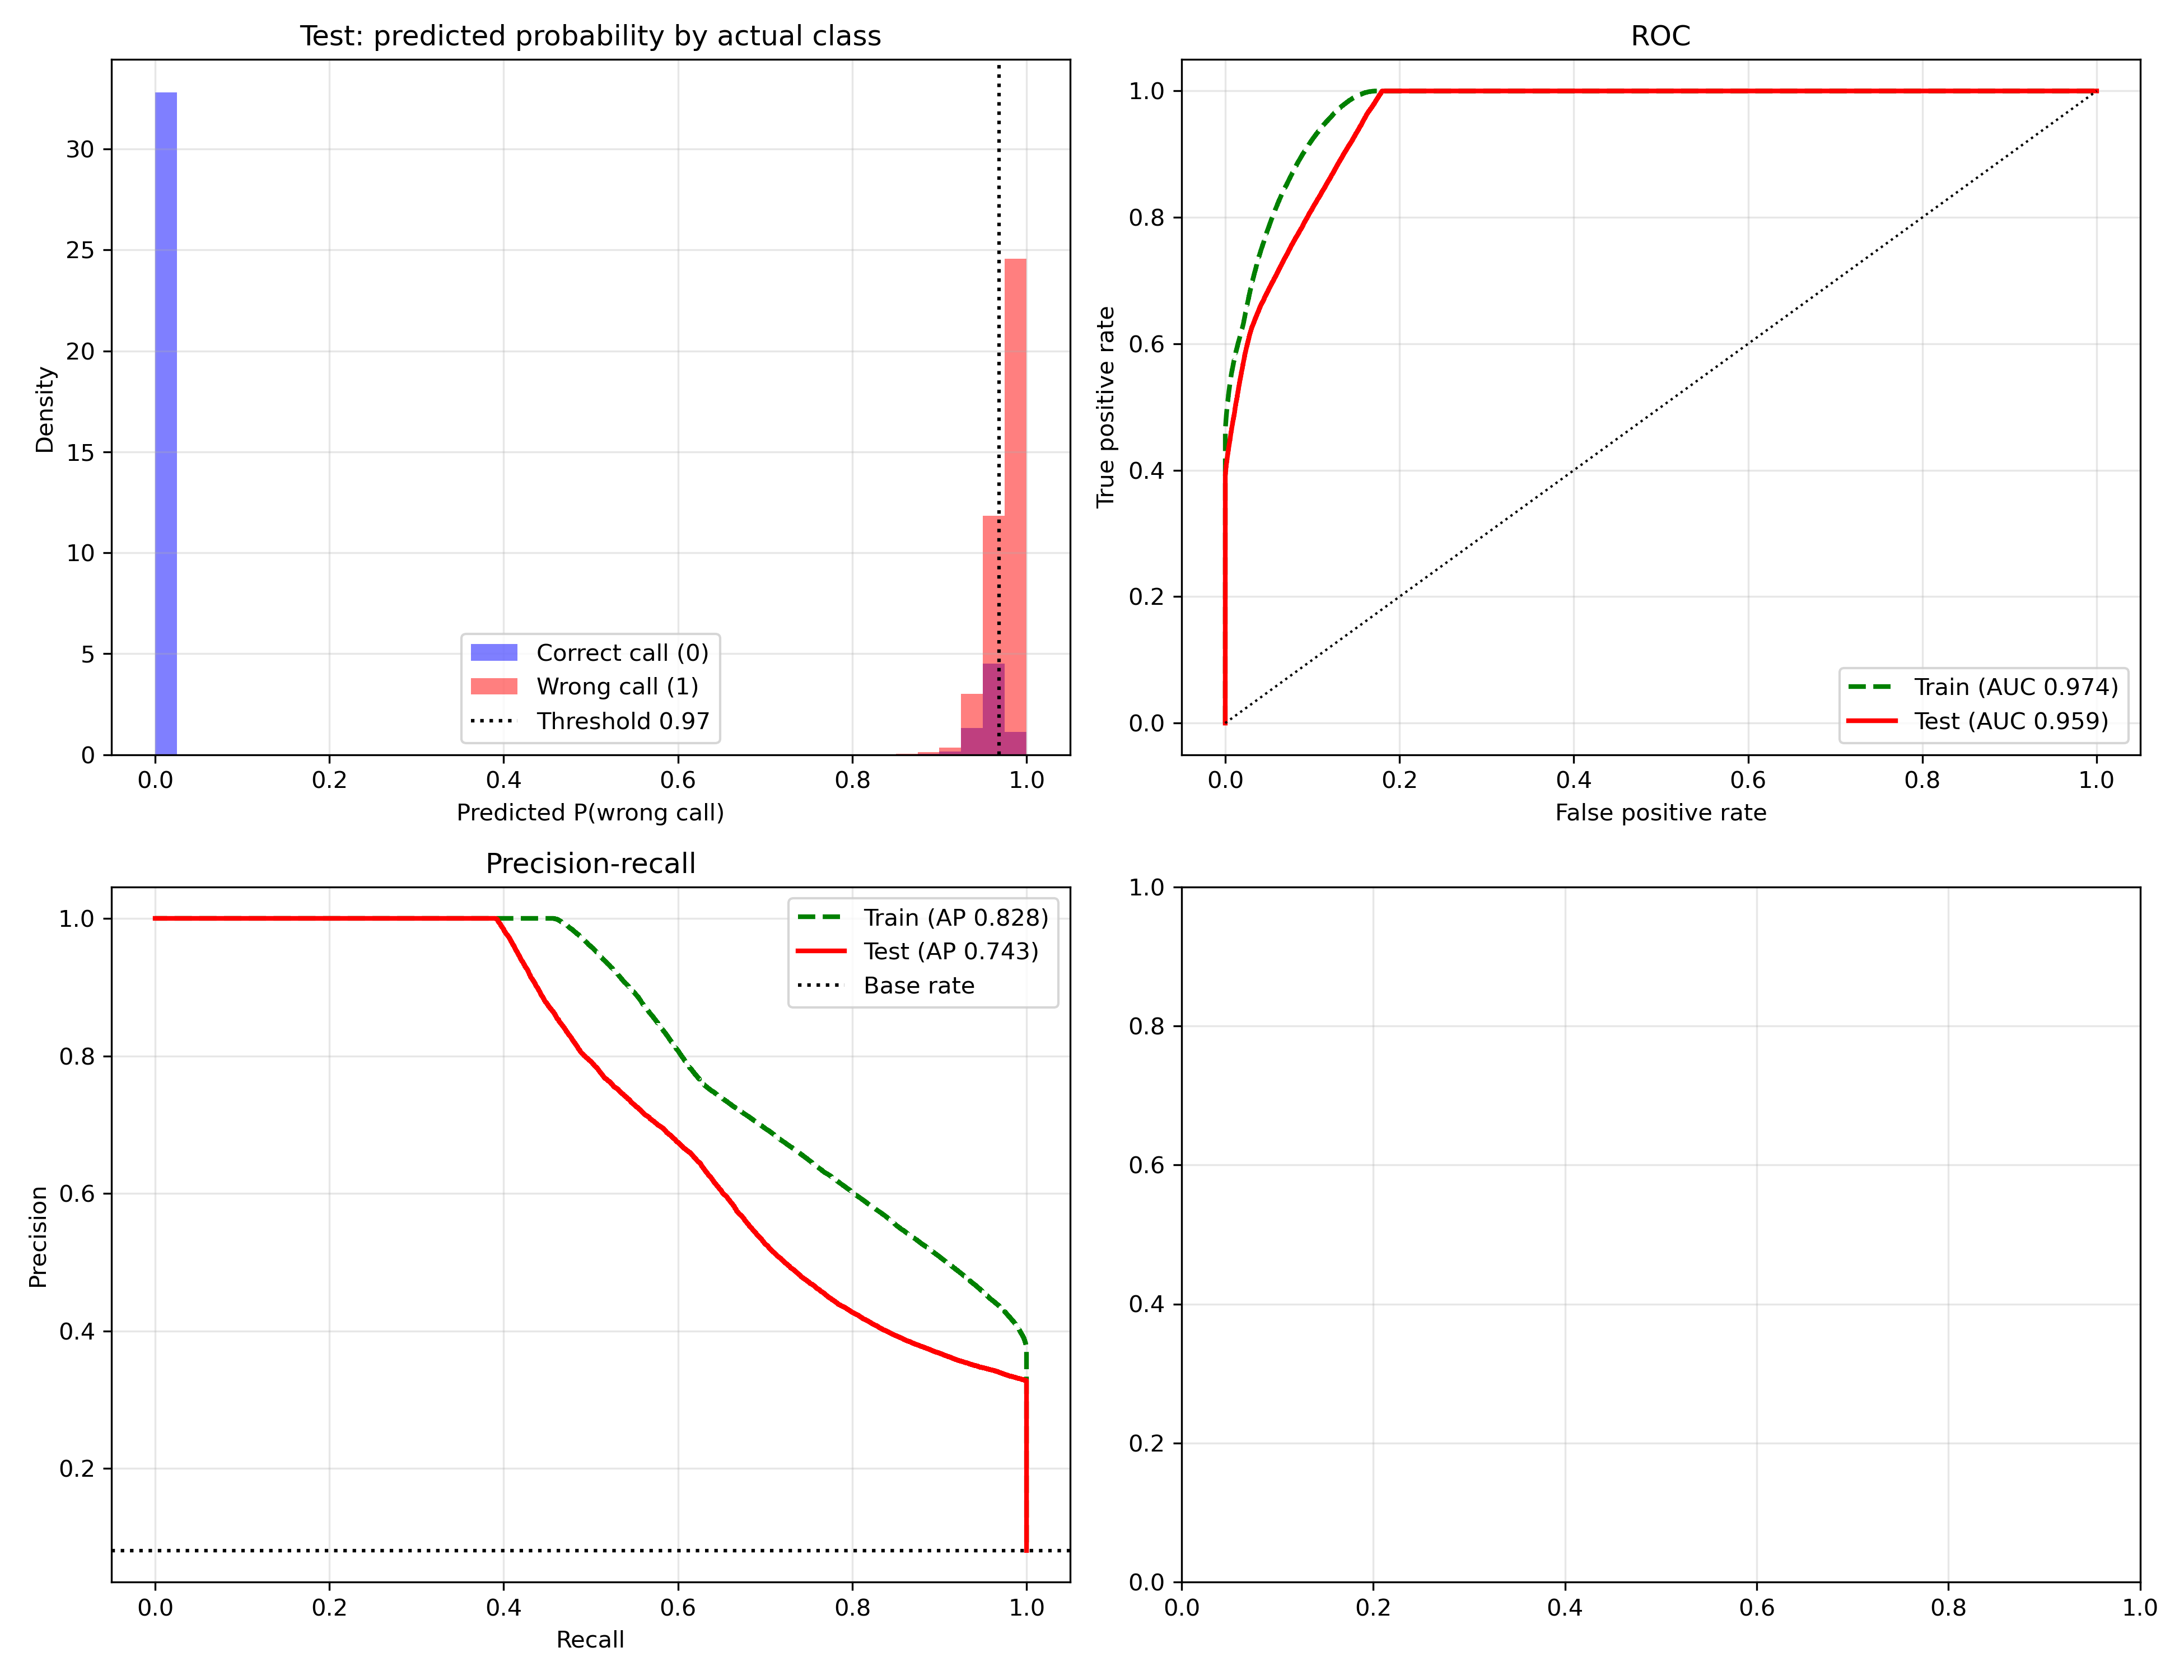 Test: predicted probability by actual class
30
25
20
15
10
5
0
Density
Correct call (0)
Wrong call (1)
Threshold 0.97
0.0 0.2 0.4 0.6 0.8 1.0
Predicted P(wrong call)
ROC
1.0
0.8
0.6
0.4
0.2
0.0
True positive rate
Train (AUC 0.974)
Test (AUC 0.959)
0.0 0.2 0.4 0.6 0.8 1.0
False positive rate
Precision-recall
1.0
0.8
0.6
0.4
0.2
Precision
Train (AP 0.828)
Test (AP 0.743)
Base rate
0.0 0.2 0.4 0.6 0.8 1.0
Recall
1.0
0.8
0.6
0.4
0.2
0.0
0.0 0.2 0.4 0.6 0.8 1.0